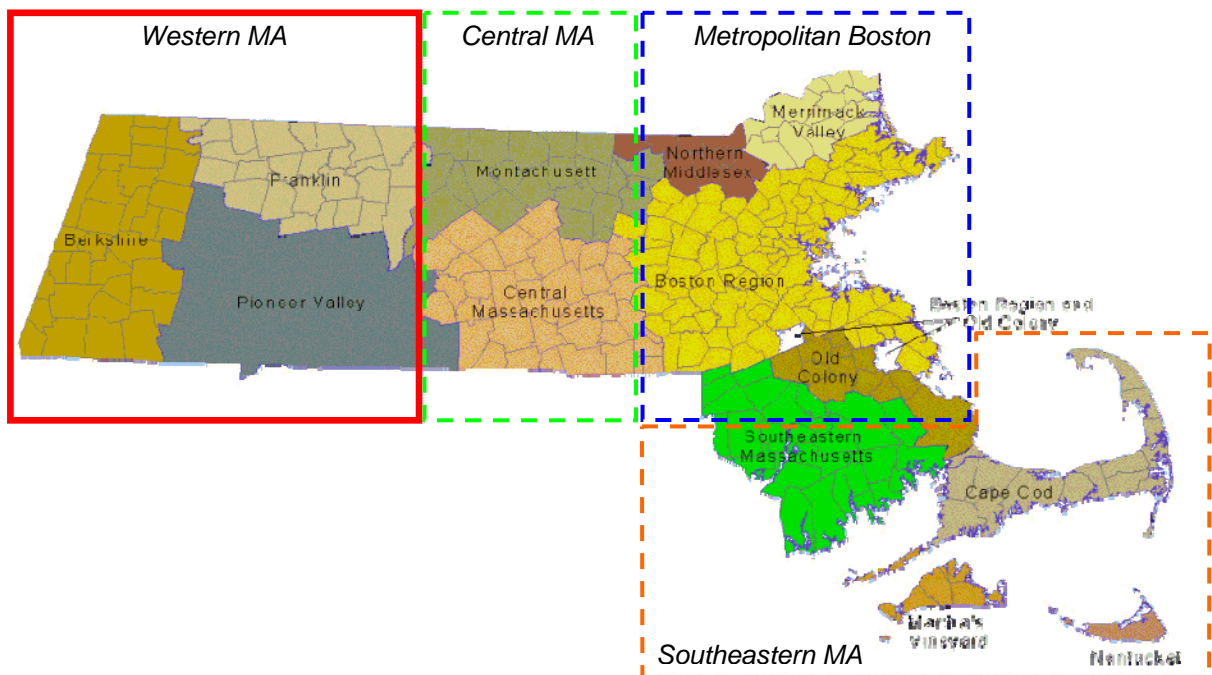 Western MA
Central MA
Metropolitan Boston
Merrimack
Valley
Northern
Middlesex
Montachusett
Franklin
Berkshire
Pioneer Valley
Central
Massachusetts
Boston Region
Boston Region and
Old Colony
Old
Colony
Southeastern
Massachusetts
Cape Cod
Martha's
Vineyard
Nantucket
Southeastern MA